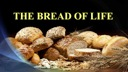 THE BREAD OF LIFE